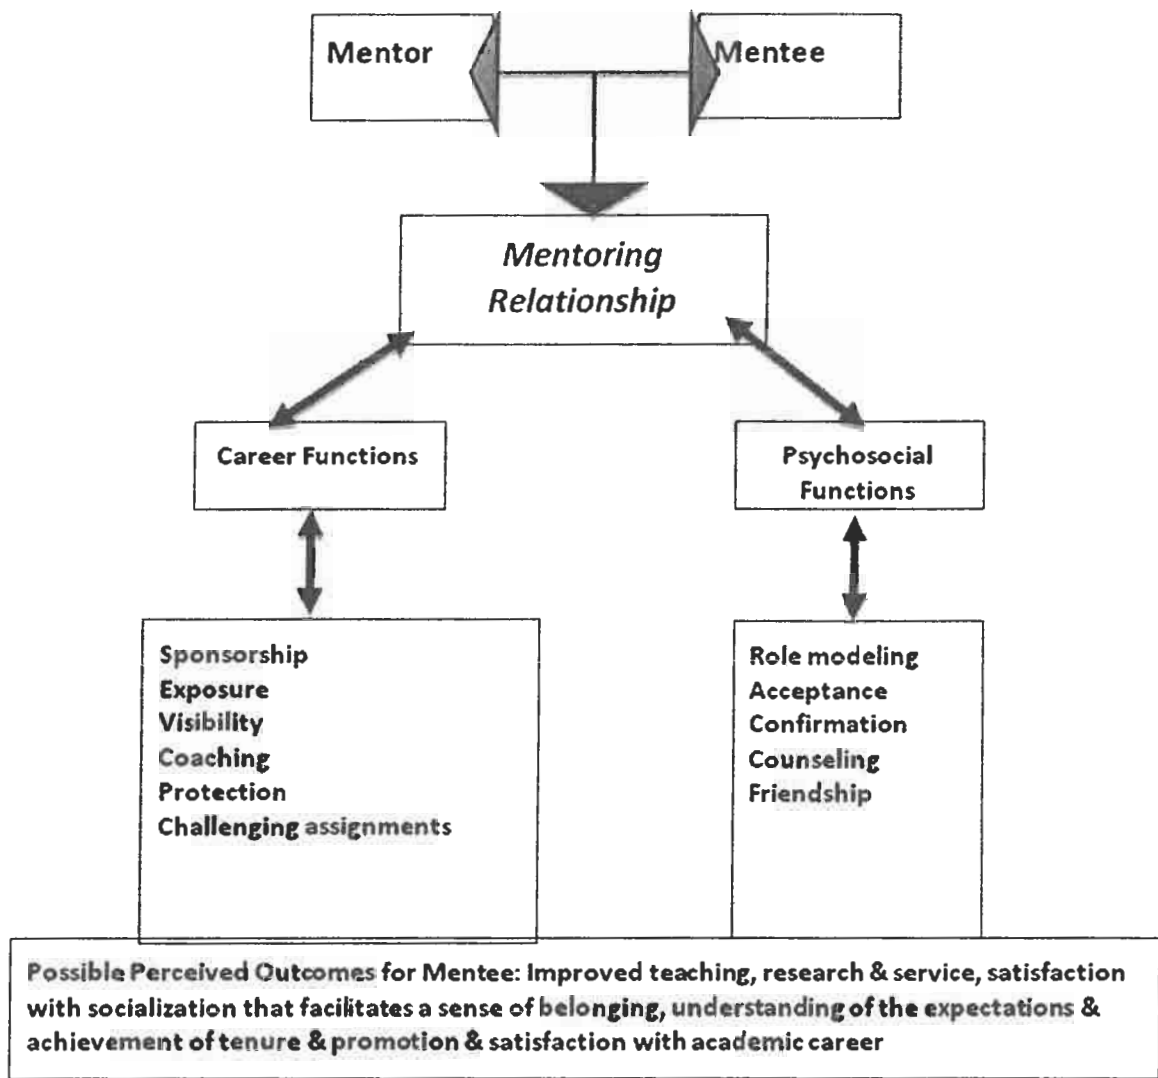 Mentor
Mentee
Mentoring
Relationship
Career Functions
Psychosocial
Functions
Sponsorship
Exposure
Visibility
Coaching
Protection
Challenging assignments
Role modeling
Acceptance
Confirmation
Counseling
Friendship
Possible Perceived Outcomes for Mentee: Improved teaching, research & service, satisfaction
with socialization that facilitates a sense of belonging, understanding of the expectations &
achievement of tenure & promotion & satisfaction with academic career